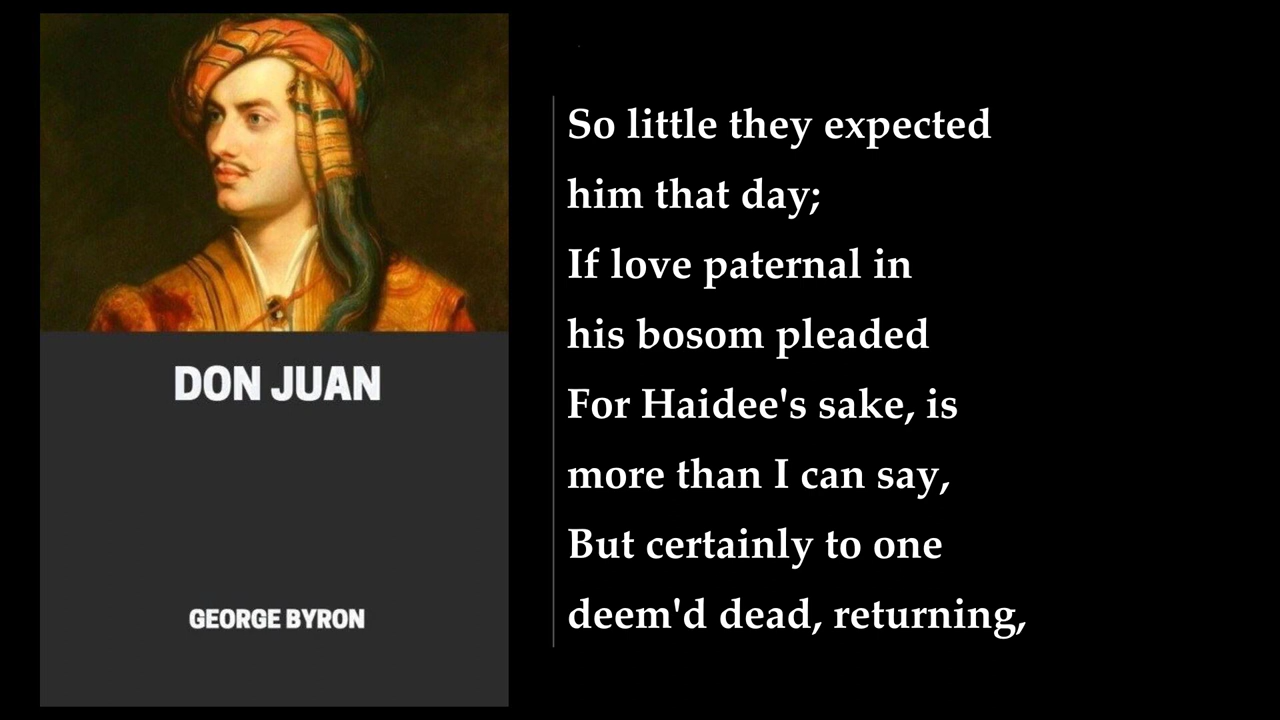 DON JUAN
GEORGE BYRON
So little they expected
him that day;
If love paternal in
his bosom pleaded
For Haidee's sake, is
more than I can say,
But certainly to one
deem'd dead, returning,